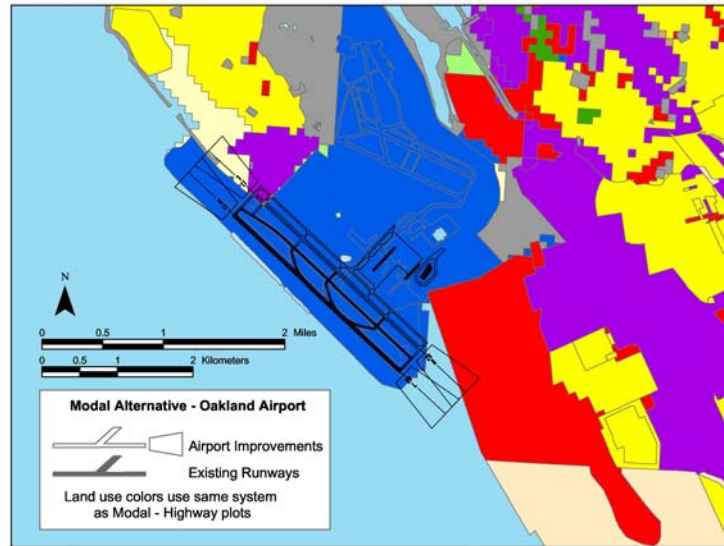 N
0 0.5 1 2 Miles
0 0.5 1 2 Kilometers
Modal Alternative - Oakland Airport
Airport Improvements
Existing Runways
Land use colors use same system
as Modal - Highway plots